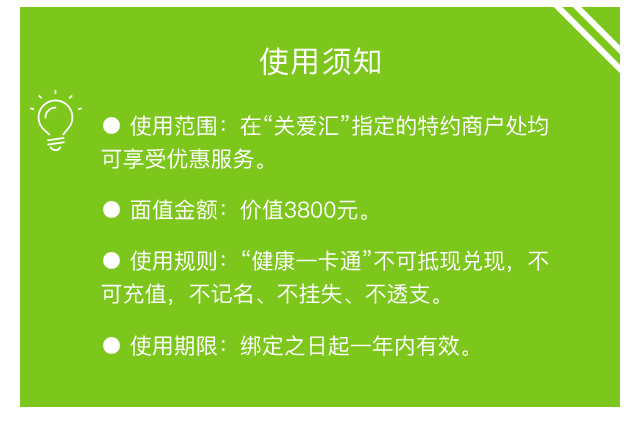 使用须知
● 使用范围：在“关爱汇”指定的特约商户处均
可享受优惠服务。
● 面值金额：价值3800元。
● 使用规则：“健康一卡通”不可抵现兑现，不
可充值，不记名、不挂失、不透支。
● 使用期限：绑定之日起一年内有效。